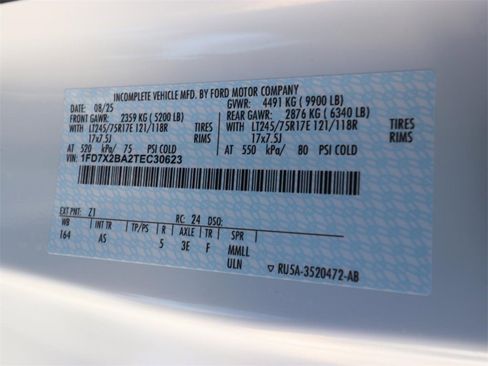 INCOMPLETE VEHICLE MFD. BY FORD MOTOR COMPANY
DATE: 08/25 GVWR: 4491 KG ( 9900 LB)
FRONT GAWR: 2359 KG ( 5200 LB) REAR GAWR: 2876 KG ( 6340 LB)
WITH LT245/75R17E 121/118R TIRES WITH LT245/75R17E 121/118R TIRES
17x7.5J RIMS 17x7.5J RIMS
AT 520 kPa/ 75 PSI COLD AT 550 kPa/ 80 PSI COLD
VIN: 1FD7X2BA2TEC30623
EXT PNT: Z1 RC: 24 DSO:
WB INT TR TP/PS R AXLE TR SPR
164 AS 5 3E F MMLL
ULN ▽ RU5A-3520472-AB